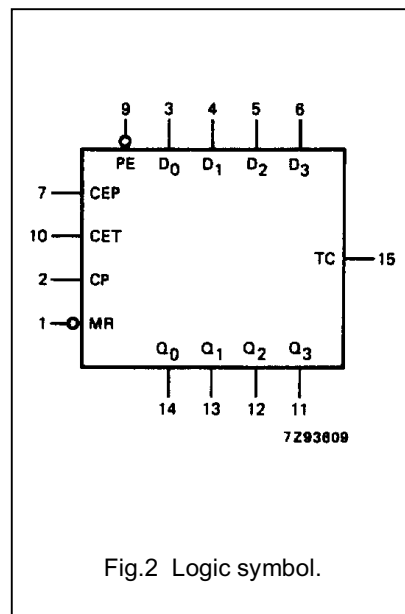 9 3 4 5 6
PE D0 D1 D2 D3
7 CEP
10 CET
TC 15
2 CP
1 MR
Q0 Q1 Q2 Q3
14 13 12 11
7Z93609
Fig.2 Logic symbol.